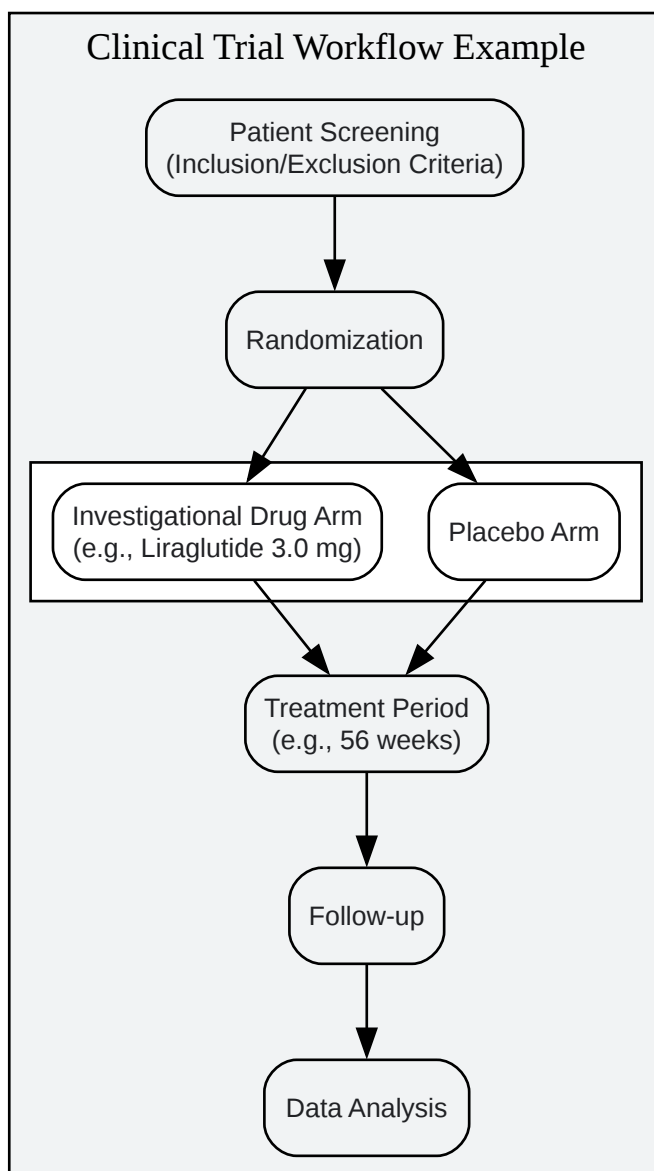 Clinical Trial Workflow Example
Patient Screening
(Inclusion/Exclusion Criteria)
Randomization
Investigational Drug Arm
(e.g., Liraglutide 3.0 mg)
Placebo Arm
Treatment Period
(e.g., 56 weeks)
Follow-up
Data Analysis